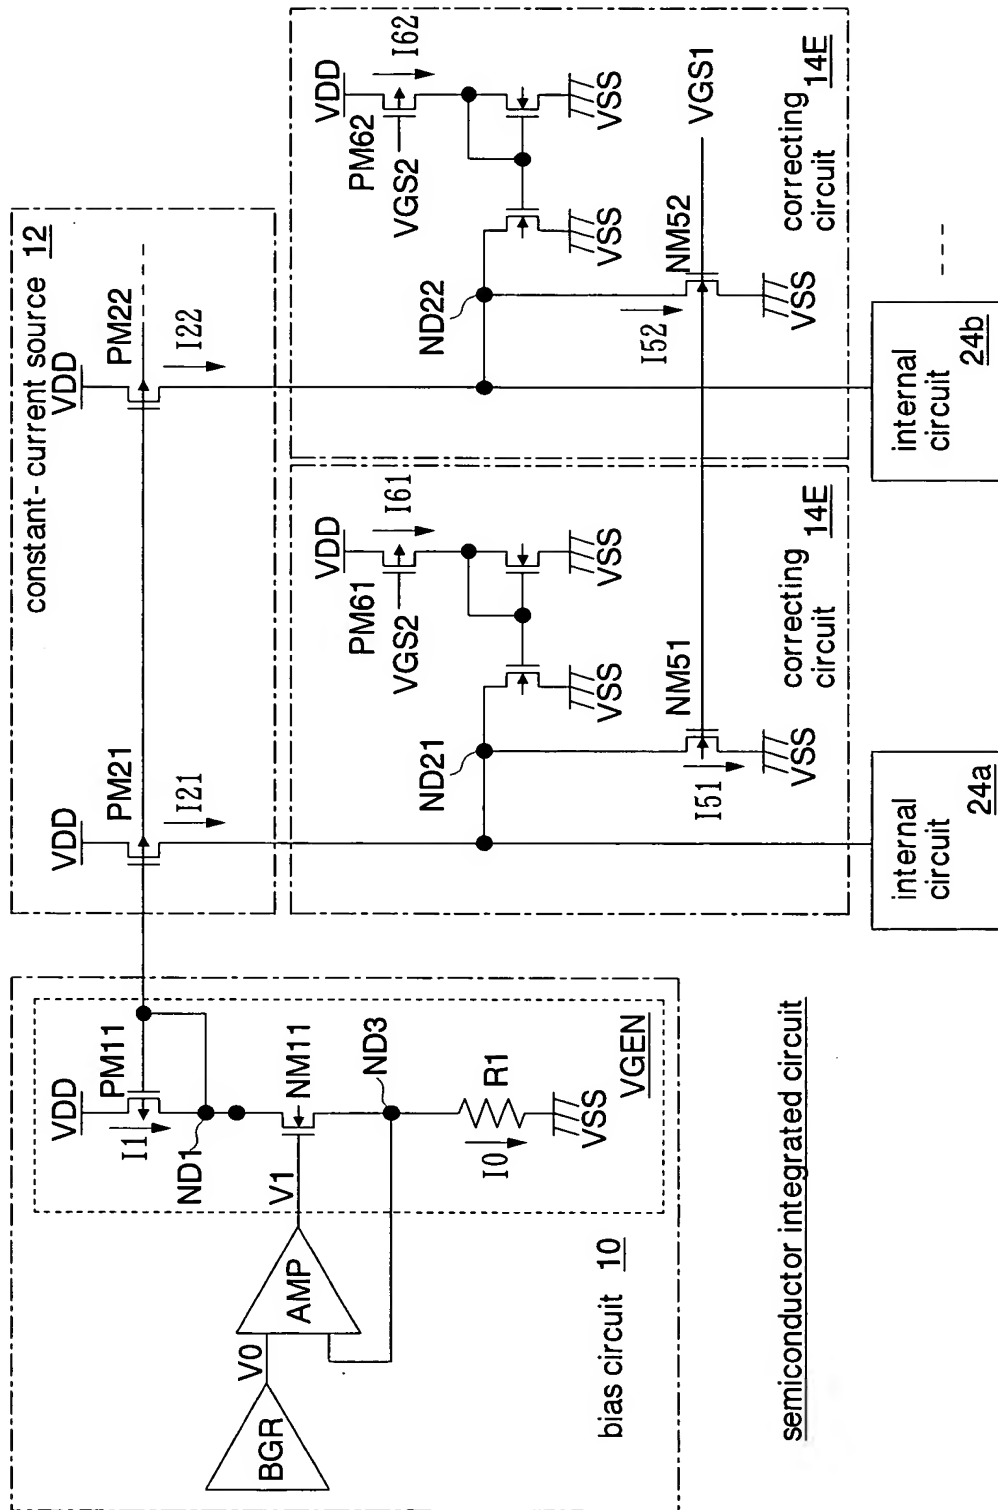 constant-current source 12
VDD
PM21
I21
VDD
PM22
I22
VDD
PM11
I1
ND1
NM11
V1
ND3
R1
I0
VSS
VGEN
BGR
V0
AMP
bias circuit 10
VDD
PM61
VGS2
I61
VSS
VSS
ND21
NM51
I51
VSS
correcting
circuit
14E
VDD
PM62
VGS2
I62
VSS
VSS
ND22
NM52
I52
VSS
VGS1
correcting
circuit
14E
internal
circuit
24a
internal
circuit
24b
semiconductor integrated circuit